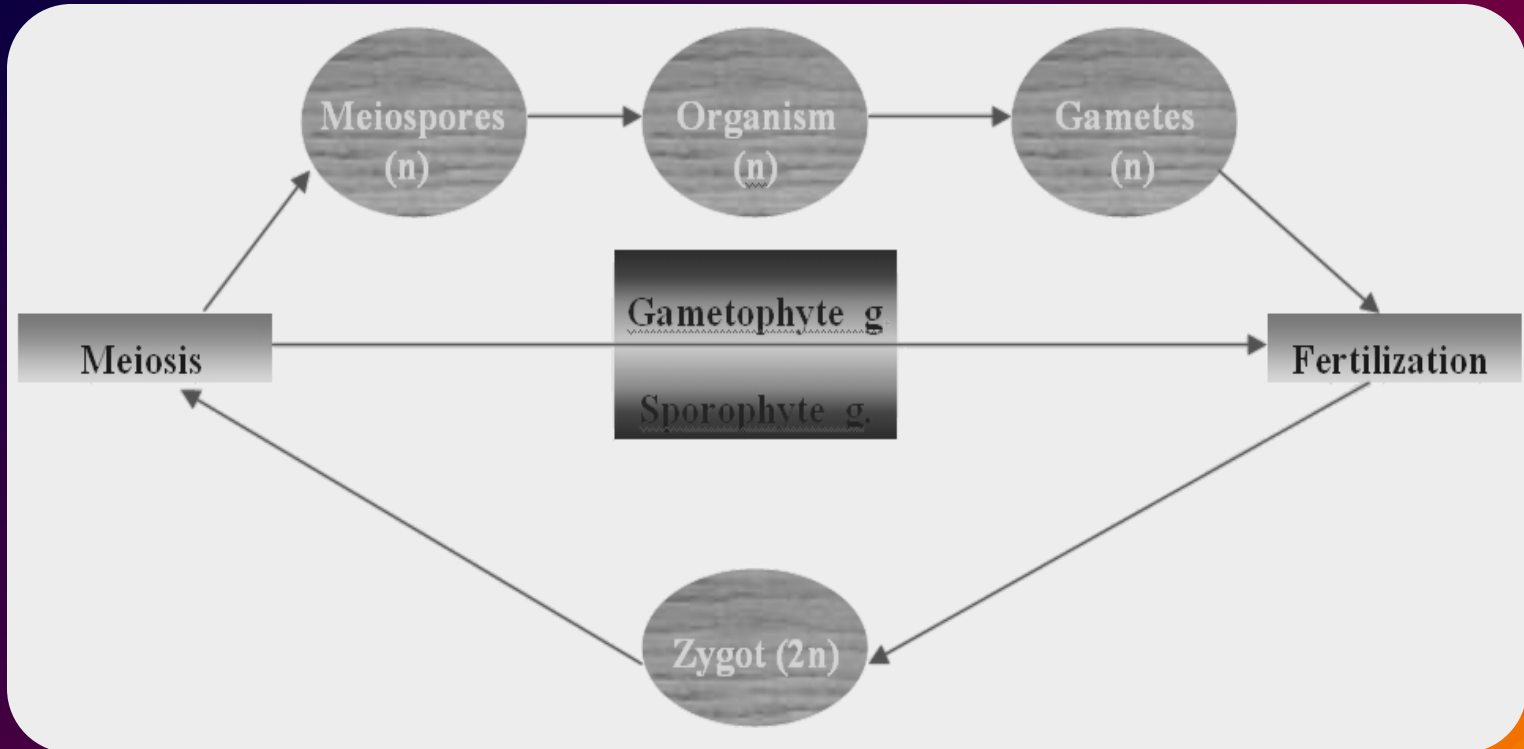 Meiospores
(n)
Organism
(n)
Gametes
(n)
Meiosis
Gametophyte g
Sporophyte g.
Fertilization
Zygot (2n)